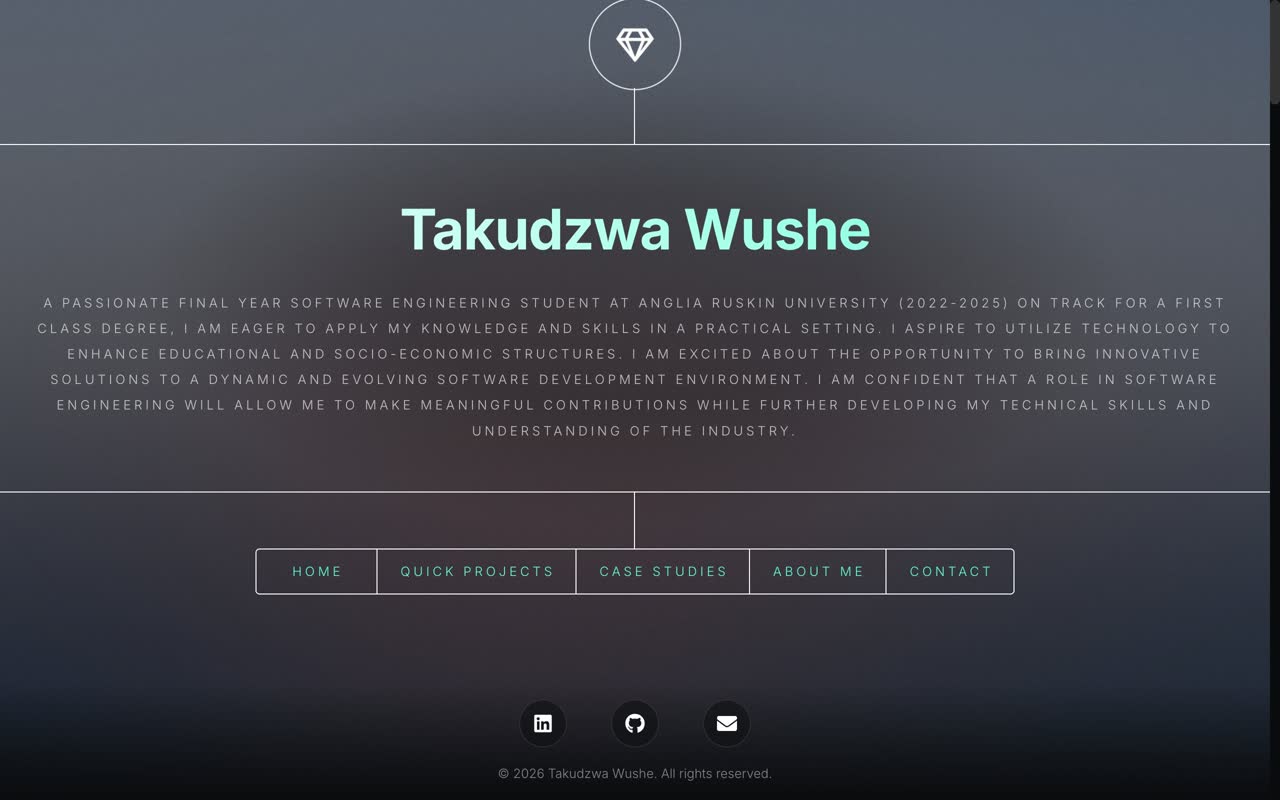 Takudzwa Wushe
A PASSIONATE FINAL YEAR SOFTWARE ENGINEERING STUDENT AT ANGLIA RUSKIN UNIVERSITY (2022-2025) ON TRACK FOR A FIRST
CLASS DEGREE, I AM EAGER TO APPLY MY KNOWLEDGE AND SKILLS IN A PRACTICAL SETTING. I ASPIRE TO UTILIZE TECHNOLOGY TO
ENHANCE EDUCATIONAL AND SOCIO-ECONOMIC STRUCTURES. I AM EXCITED ABOUT THE OPPORTUNITY TO BRING INNOVATIVE
SOLUTIONS TO A DYNAMIC AND EVOLVING SOFTWARE DEVELOPMENT ENVIRONMENT. I AM CONFIDENT THAT A ROLE IN SOFTWARE
ENGINEERING WILL ALLOW ME TO MAKE MEANINGFUL CONTRIBUTIONS WHILE FURTHER DEVELOPING MY TECHNICAL SKILLS AND
UNDERSTANDING OF THE INDUSTRY.
HOME QUICK PROJECTS CASE STUDIES ABOUT ME CONTACT
in
© 2026 Takudzwa Wushe. All rights reserved.